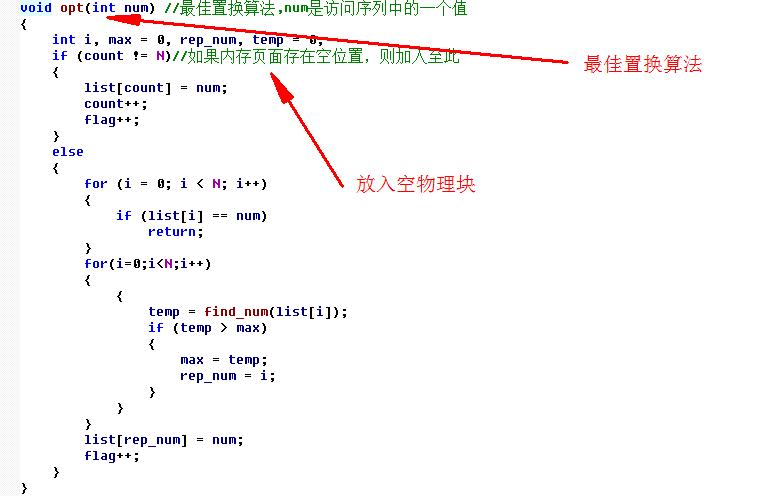 void opt(int num) //最佳置换算法,num是访问序列中的一个值
{
int i, max = 0, rep_num, temp = 0;
if (count != N)//如果内存页面存在空位置，则加入至此
最佳置换算法
{
list[count] = num;
count++;
flag++;
}
else
放入空物理块
{
for (i = 0; i < N; i++)
{
if (list[i] == num)
return;
}
for(i=0;i<N;i++)
{
{
temp = find_num(list[i]);
if (temp > max)
{
max = temp;
rep_num = i;
}
}
}
list[rep_num] = num;
flag++;
}
}